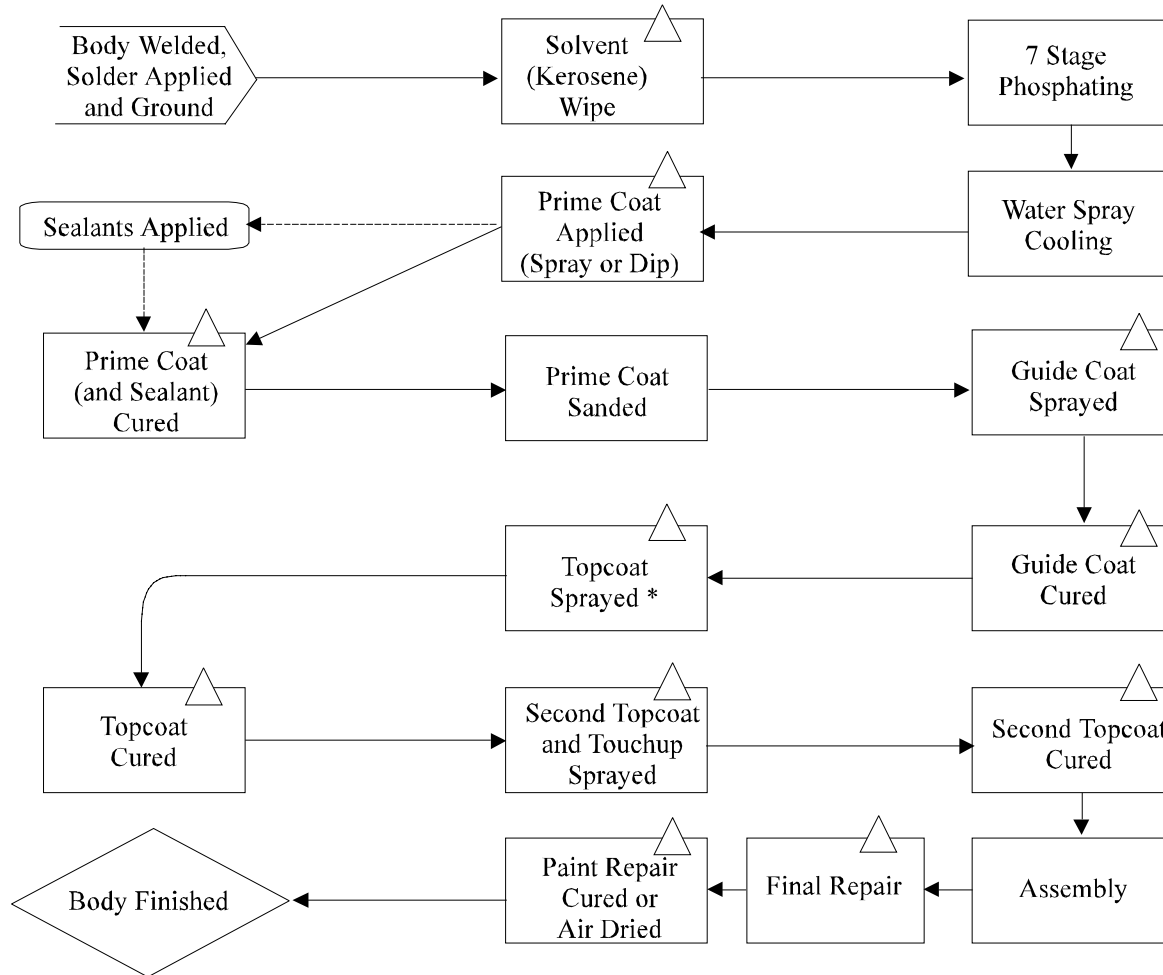 Body Welded,
Solder Applied
and Ground
Solvent
(Kerosene)
Wipe
7 Stage
Phosphating
Sealants Applied
Prime Coat
Applied
(Spray or Dip)
Water Spray
Cooling
Prime Coat
(and Sealant)
Cured
Prime Coat
Sanded
Guide Coat
Sprayed
Topcoat
Sprayed *
Guide Coat
Cured
Topcoat
Cured
Second Topcoat
and Touchup
Sprayed
Second Topcoat
Cured
Body Finished
Paint Repair
Cured or
Air Dried
Final Repair
Assembly